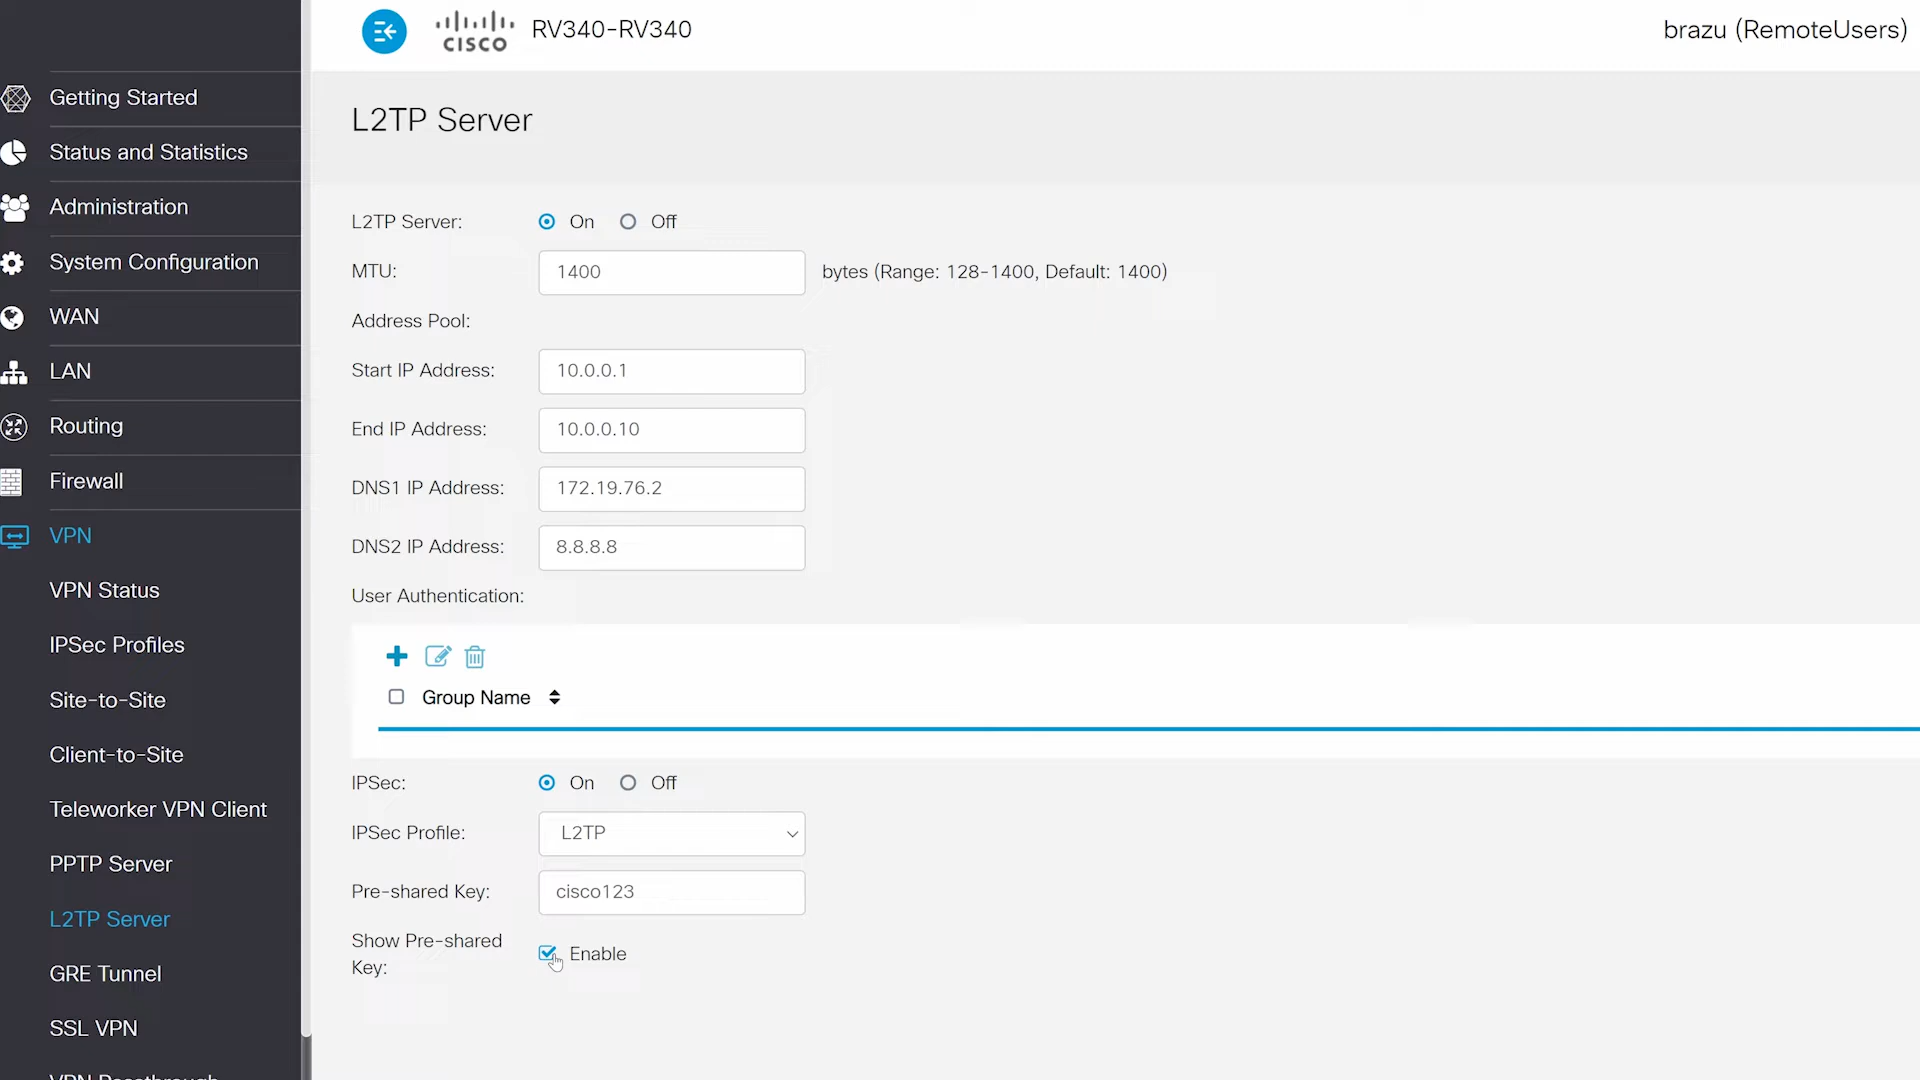 CISCO
RV340-RV340
brazu (RemoteUsers)
Getting Started
Status and Statistics
Administration
System Configuration
WAN
LAN
Routing
Firewall
VPN
VPN Status
IPSec Profiles
Site-to-Site
Client-to-Site
Teleworker VPN Client
PPTP Server
L2TP Server
GRE Tunnel
SSL VPN
VPN Passthrough
L2TP Server
L2TP Server: On Off
MTU: 1400 bytes (Range: 128-1400, Default: 1400)
Address Pool:
Start IP Address: 10.0.0.1
End IP Address: 10.0.0.10
DNS1 IP Address: 172.19.76.2
DNS2 IP Address: 8.8.8.8
User Authentication:
Group Name
IPSec: On Off
IPSec Profile: L2TP
Pre-shared Key: cisco123
Show Pre-shared
Key: Enable